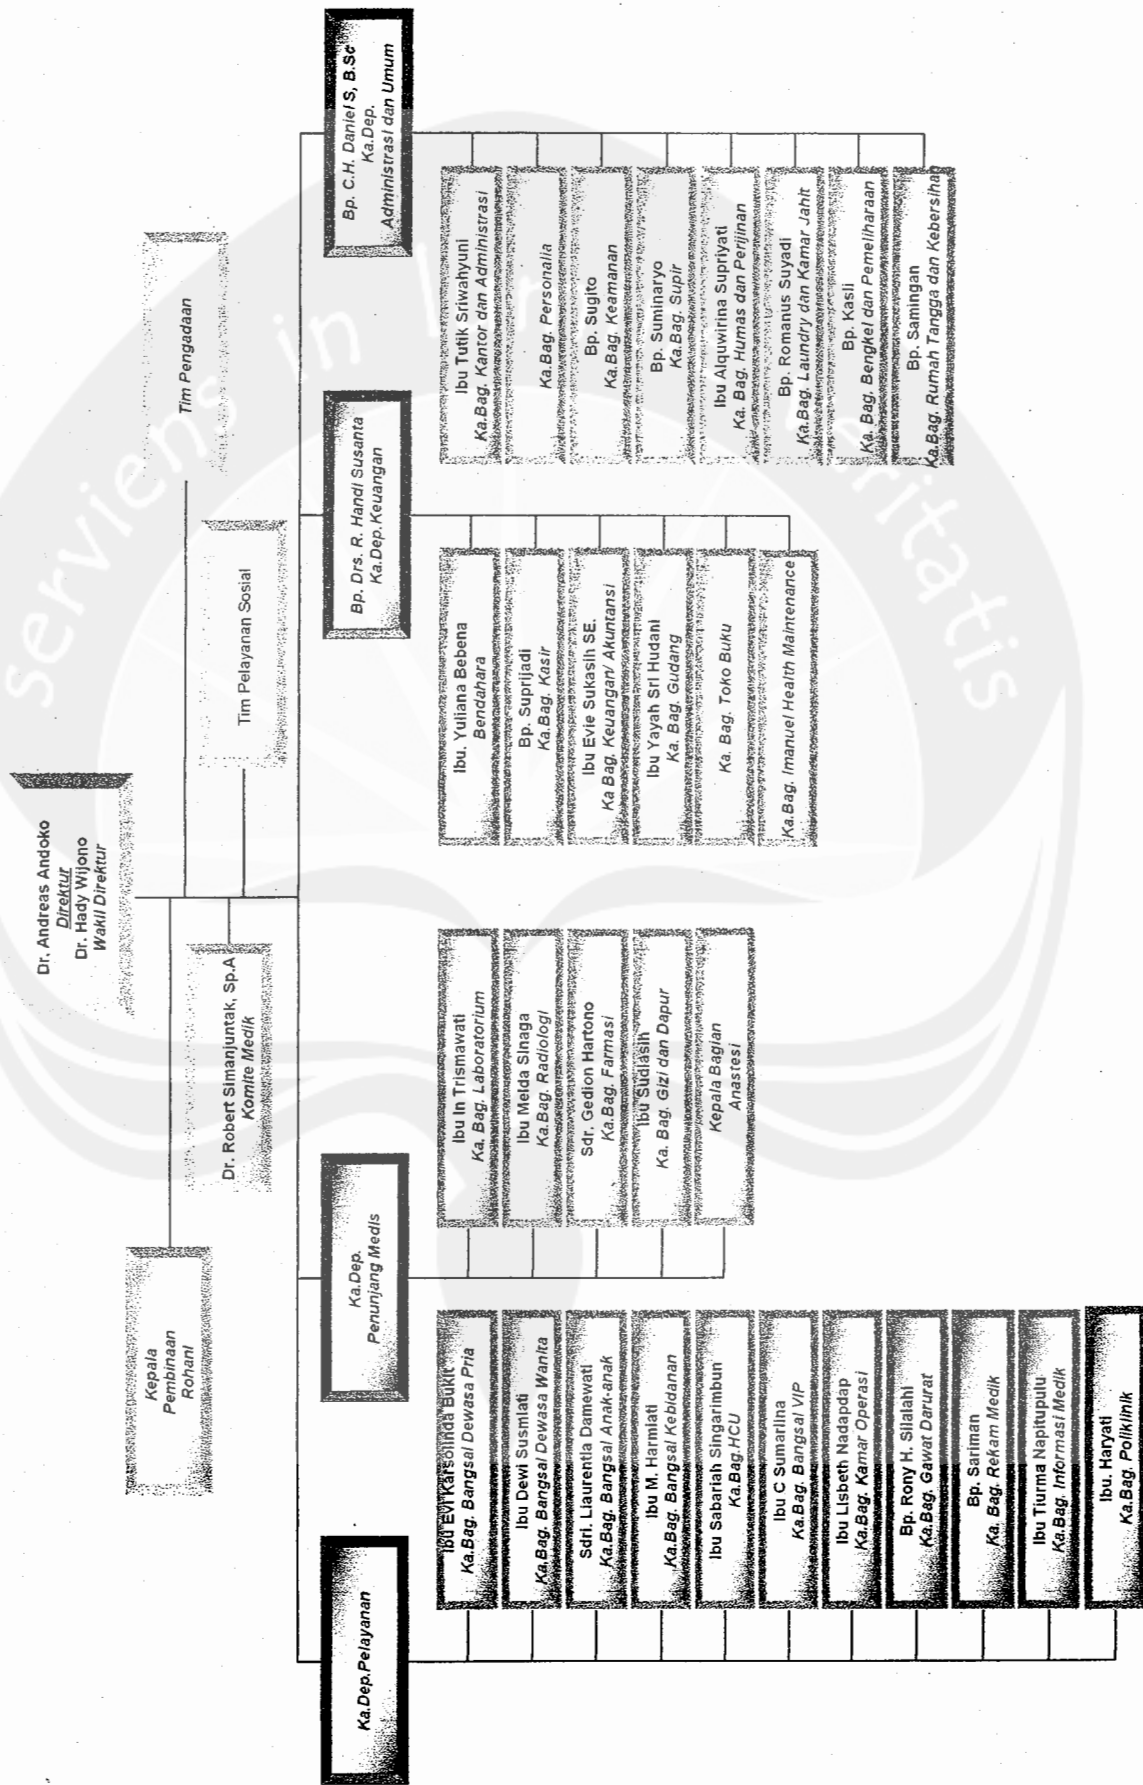 Dr. Andreas Andoko
Direktur
Dr. Hady Wijono
Wakil Direktur
Kepala
Pembinaan
Rohani
Tim Pengadaan
Dr. Robert Simanjuntak, Sp.A
Komite Medik
Tim Pelayanan Sosial
Ka.Dep.Pelayanan
Ibu Evi Karsolinda Bukit
Ka.Bag. Bangsal Dewasa Pria
Ibu Dewi Susmiati
Ka.Bag. Bangsal Dewasa Wanita
Sdri. Liaurentia Damewati
Ka.Bag. Bangsal Anak-anak
Ibu M. Harmiati
Ka.Bag. Bangsal Kebidanan
Ibu Sabariah Singarimbun
Ka.Bag.HCU
Ibu C Sumarlina
Ka.Bag. Bangsal VIP
Ibu Lisbeth Nadapdap
Ka.Bag. Kamar Operasi
Bp. Rony H. Silalahi
Ka.Bag. Gawat Darurat
Bp. Sariman
Ka. Bag. Rekam Medik
Ibu Tiurma Napitupulu
Ka.Bag. Informasi Medik
Ibu. Haryati
Ka.Bag. Poliklinik
Ka.Dep.
Penunjang Medis
Ibu In Trismawati
Ka. Bag. Laboratorium
Ibu Melda Sinaga
Ka.Bag. Radiologi
Sdr. Gedion Hartono
Ka.Bag. Farmasi
Ibu Sudiasih
Ka. Bag. Gizi dan Dapur
Kepala Bagian
Anastesi
Bp. Drs. R. Handi Susanta
Ka.Dep.Keuangan
Ibu. Yuliana Bebena
Bendahara
Bp. Suprijadi
Ka.Bag. Kasir
Ibu Evie Sukasih SE.
Ka Bag. Keuangan/ Akuntansi
Ibu Yayah Sri Hudani
Ka. Bag. Gudang
Ka. Bag. Toko Buku
Ka.Bag. Imanuel Health Maintenance
Bp. C.H. Daniel S, B.Sc
Ka.Dep.
Administrasi dan Umum
Ibu Tutik Sriwahyuni
Ka.Bag. Kantor dan Administrasi
Ka.Bag. Personalia
Bp. Sugito
Ka.Bag. Keamanan
Bp. Suminaryo
Ka.Bag. Supir
Ibu Alquwirina Supriyati
Ka. Bag. Humas dan Perijinan
Bp. Romanus Suyadi
Ka.Bag. Laundry dan Kamar Jahit
Bp. Kasli
Ka. Bag. Bengkel dan Pemeliharaan
Bp. Samingan
Ka.Bag. Rumah Tangga dan Kebersihan
serviens in